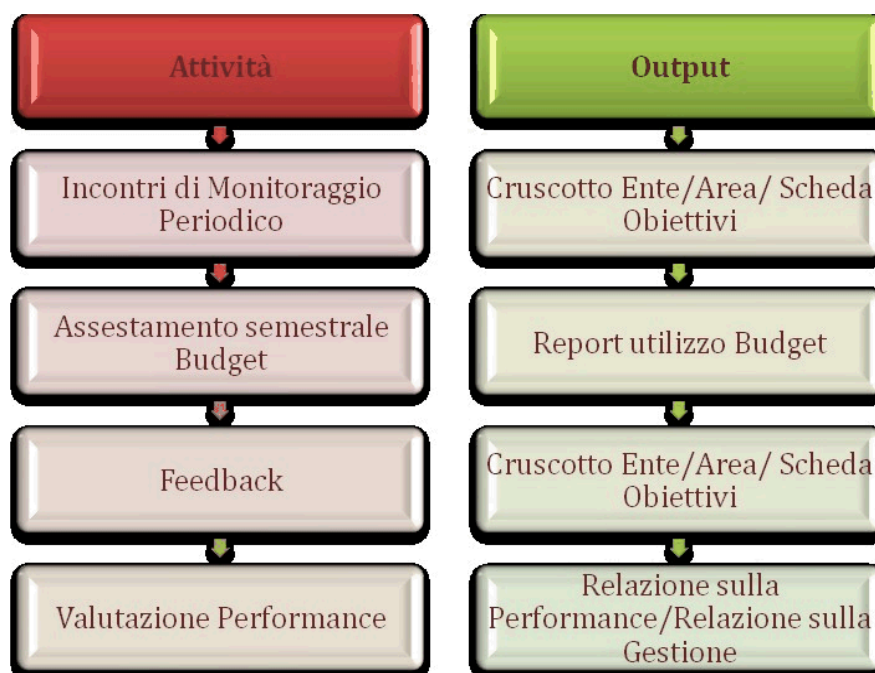 Attività
Incontri di Monitoraggio
Periodico
Assestamento semestrale
Budget
Feedback
Valutazione Performance
Output
Cruscotto Ente/Area/ Scheda
Obiettivi
Report utilizzo Budget
Cruscotto Ente/Area/ Scheda
Obiettivi
Relazione sulla
Performance/Relazione sulla
Gestione